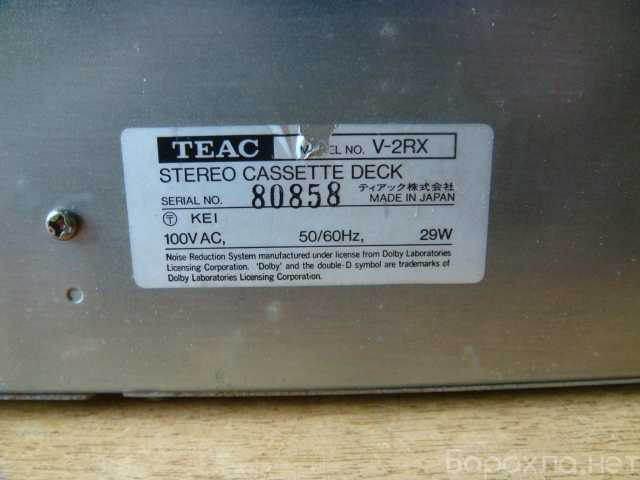 TEAC MODEL NO. V-2RX
STEREO CASSETTE DECK
SERIAL NO. 80858 ティアック株式会社
MADE IN JAPAN
〒 KEI
100V AC, 50/60Hz, 29W
Noise Reduction System manufactured under license from Dolby Laboratories
Licensing Corporation. 'Dolby' and the double-D symbol are trademarks of
Dolby Laboratories Licensing Corporation.
Барахла.нет